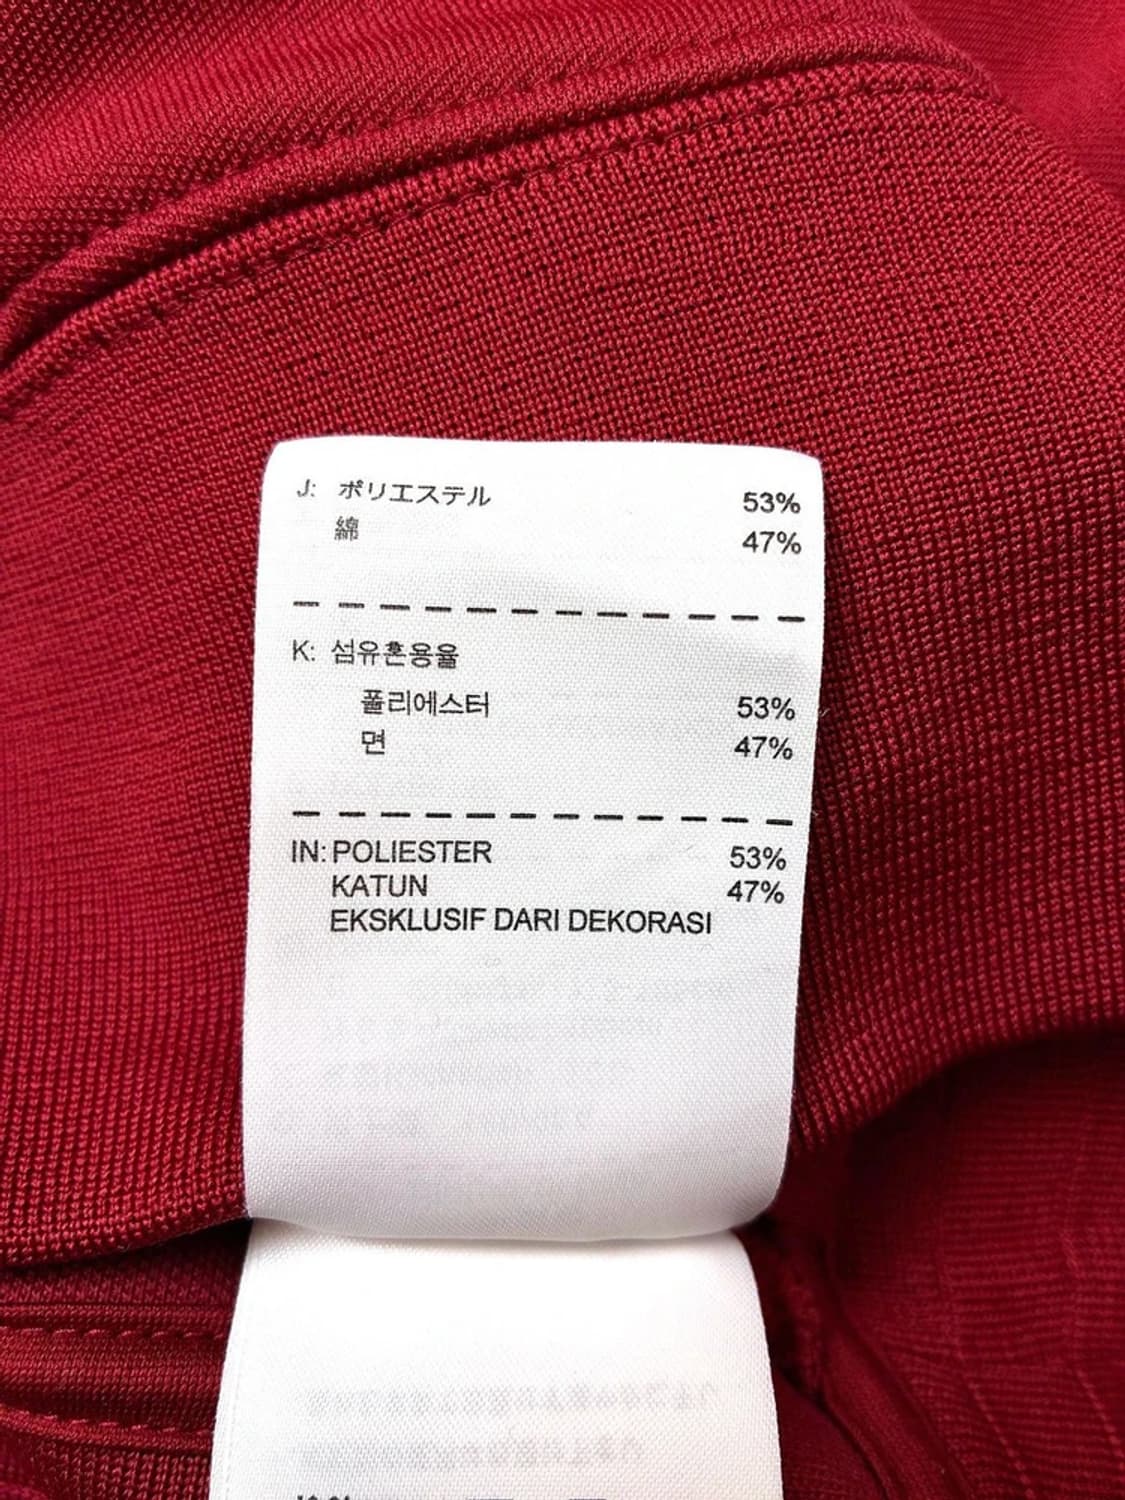 J: ポリエステル 53%
綿 47%
K: 섬유혼용율
폴리에스터 53%
면 47%
IN: POLIESTER 53%
KATUN 47%
EKSKLUSIF DARI DEKORASI